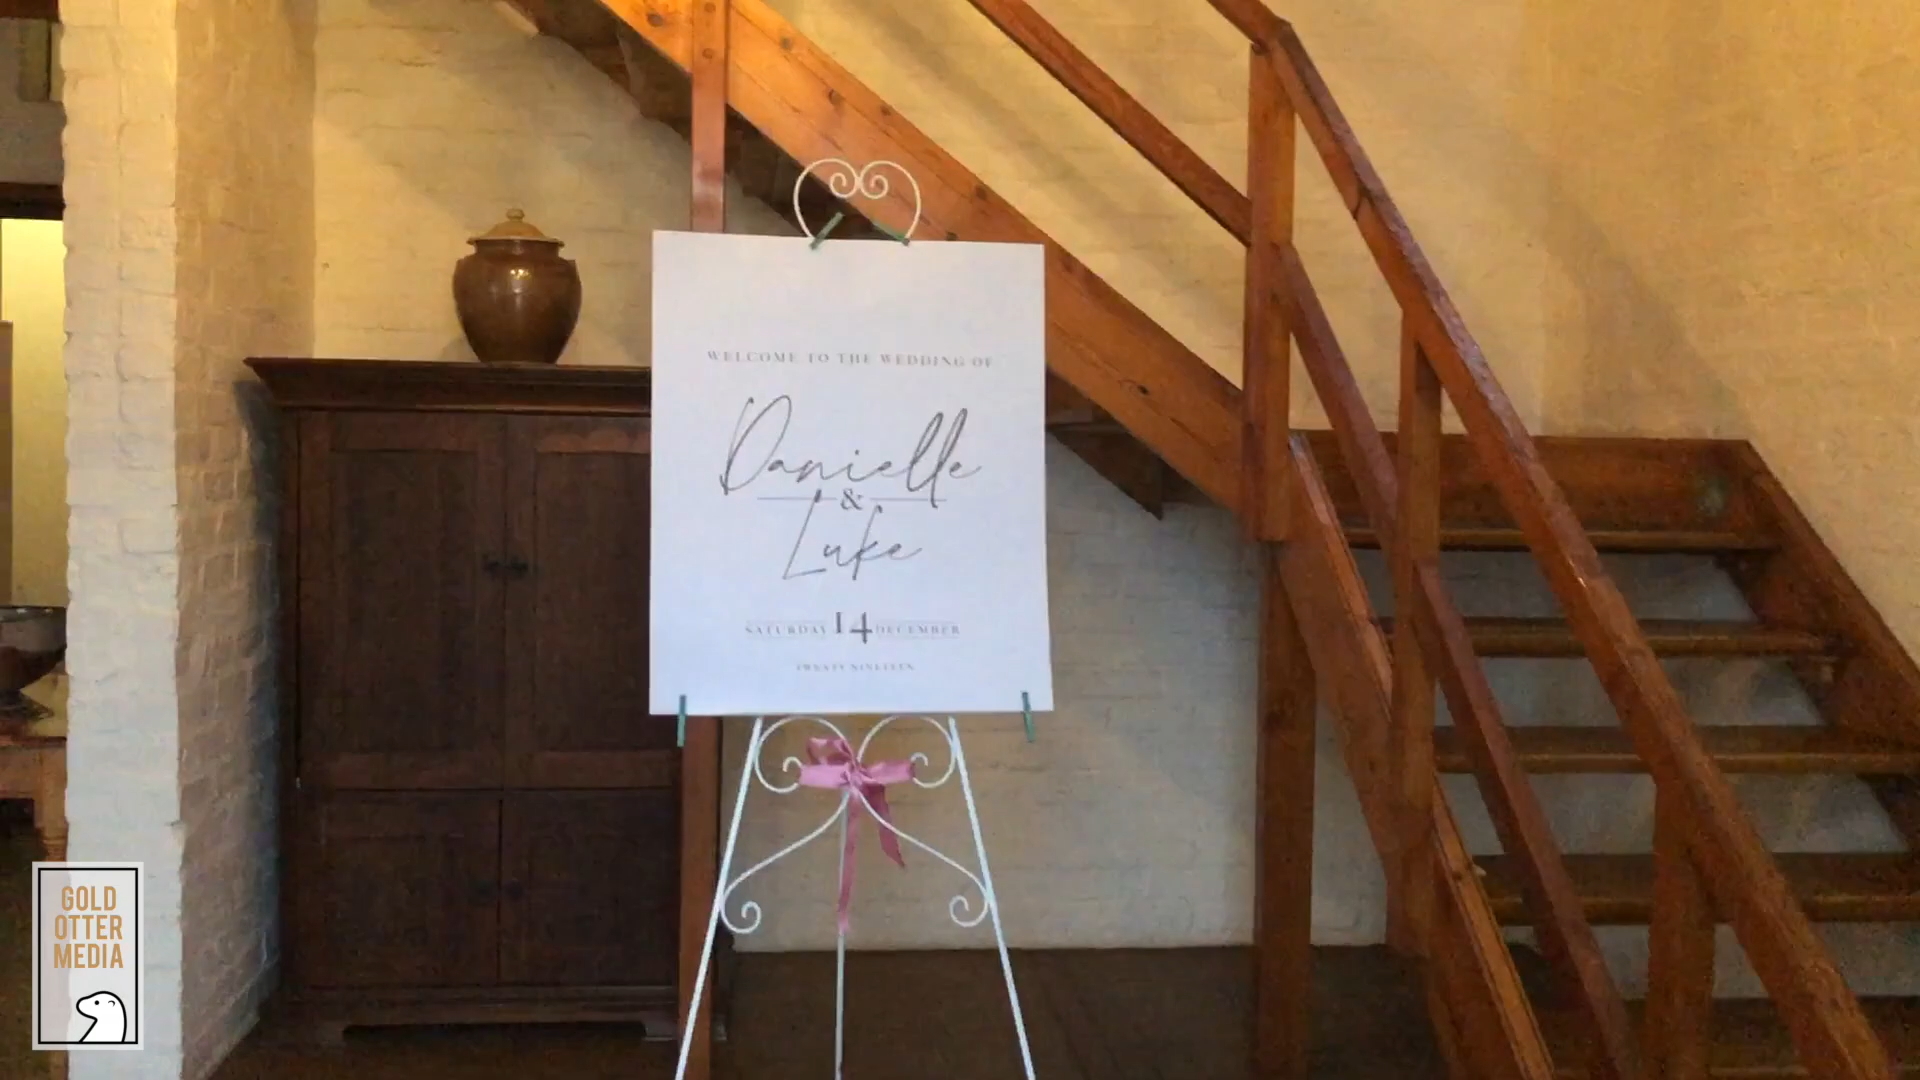 WELCOME TO THE WEDDING OF
Danielle
&
Luke
SATURDAY 14 DECEMBER
TWENTY NINETEEN
GOLD
OTTER
MEDIA